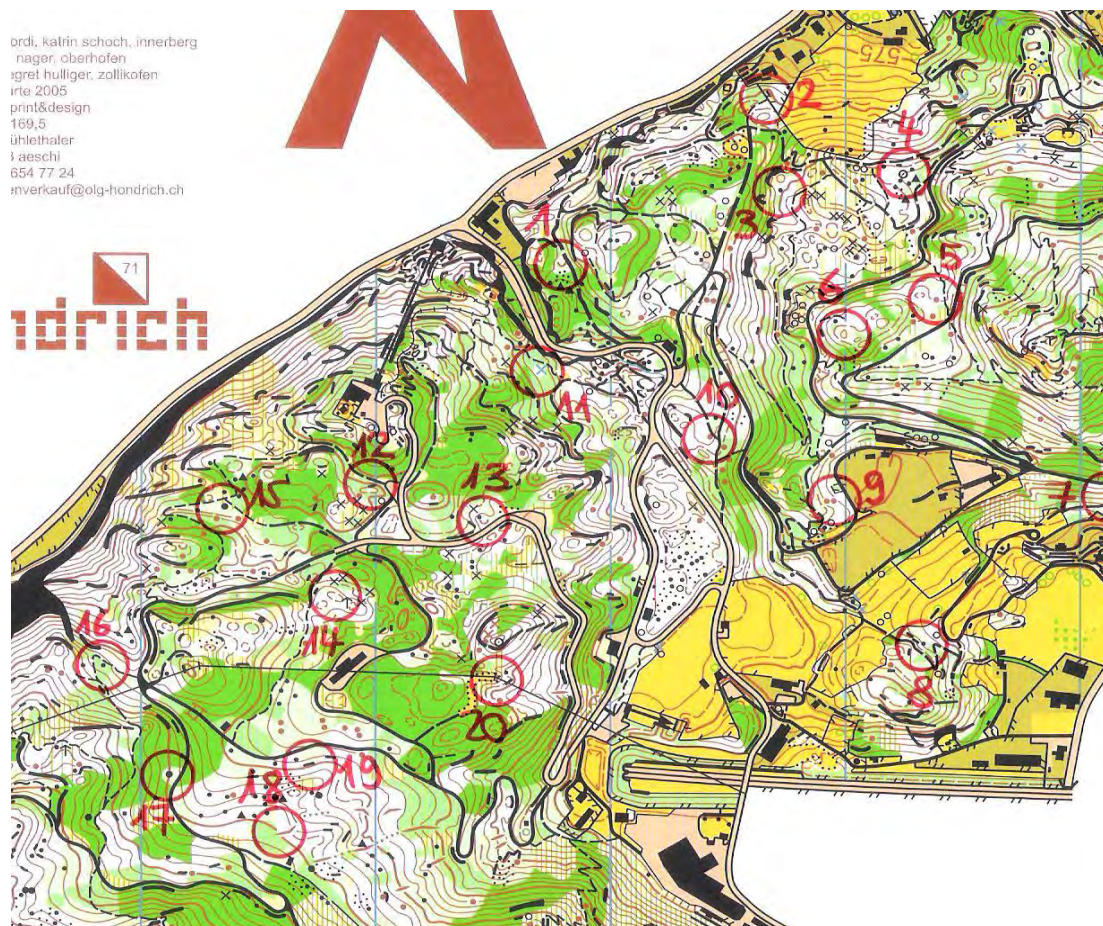 ordi, katrin schoch, innerberg
nager, oberhofen
egret hulliger, zollikofen
rte 2005
print&design
169,5
ühlethaler
aeschi
654 77 24
enverkauf@olg-hondrich.ch
N
71
ndrich
575
1
2
3
4
5
6
7
8
9
10
11
12
13
14
15
16
17
18
19
20